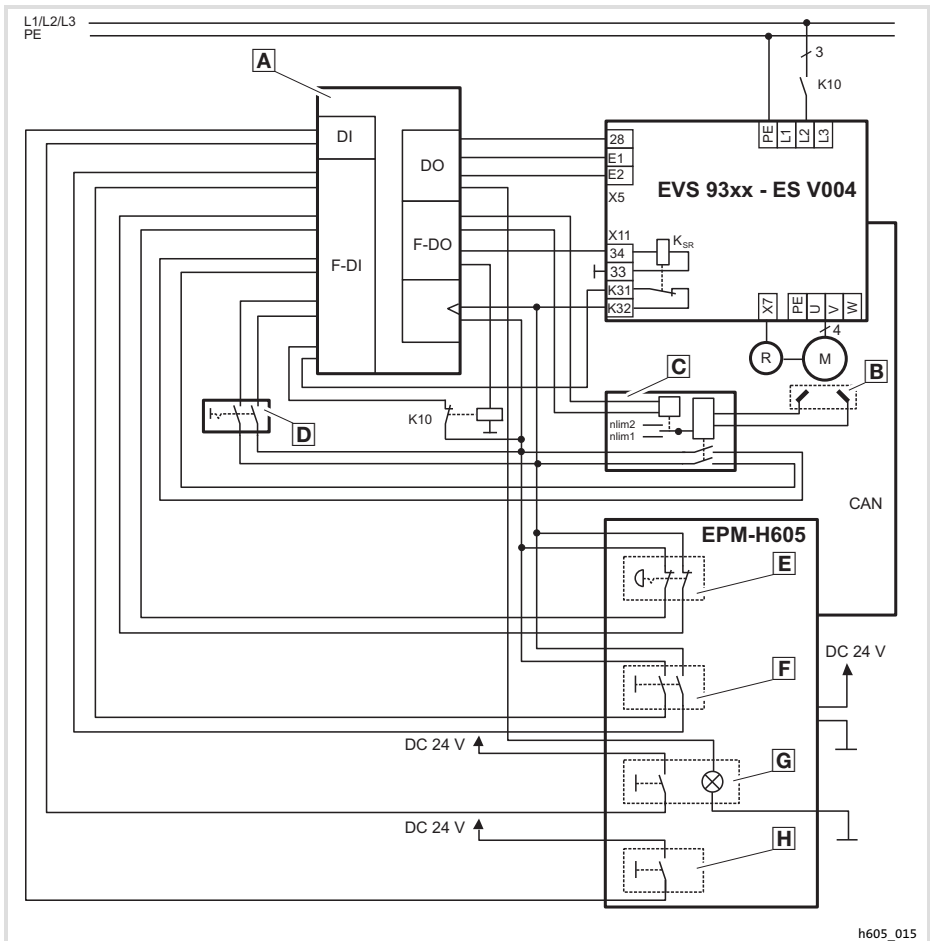 L1/L2/L3
PE
3
K10
A
DI
DO
F-DI
F-DO
PE
L1
L2
L3
28
E1
E2
X5
EVS 93xx - ES V004
X11
34
33
K31
K32
KSR
X7
PE
U
V
W
4
R
M
B
C
nlim2
nlim1
D
K10
CAN
EPM-H605
E
F
DC 24 V
DC 24 V
G
DC 24 V
H
h605_015